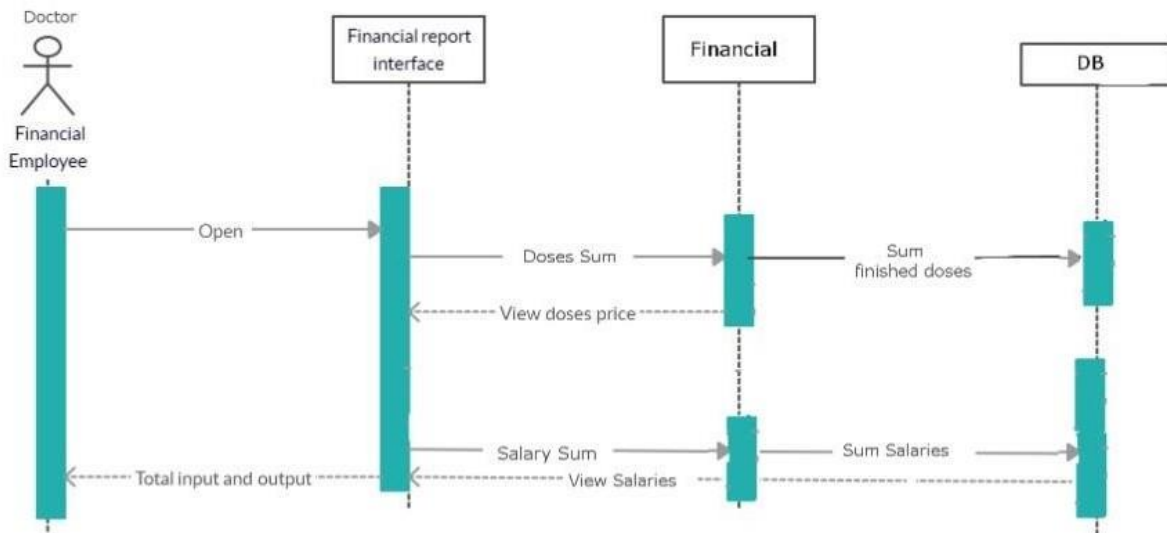 Doctor
Financial
Employee
Financial report
interface
Financial
DB
Open
Doses Sum
Sum
finished doses
View doses price
Salary Sum
Sum Salaries
Total input and output
View Salaries